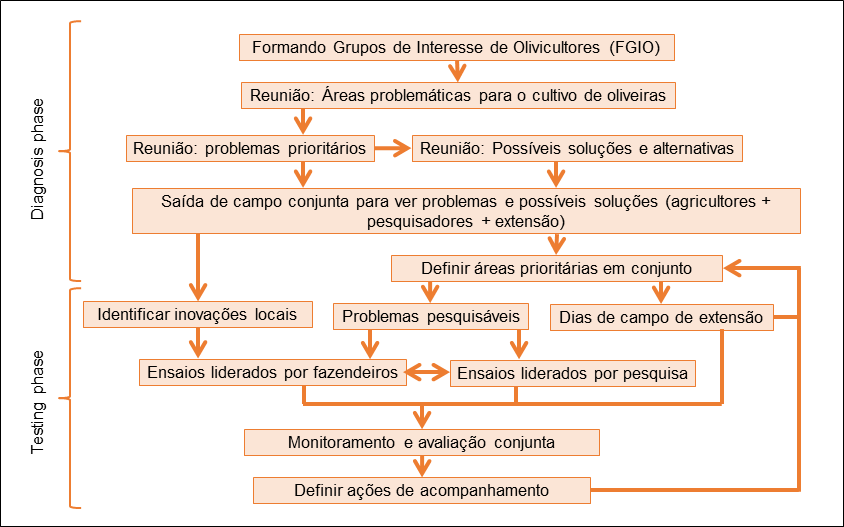 Diagnosis phase
Formando Grupos de Interesse de Olivicultores (FGIO)
Reunião: Áreas problemáticas para o cultivo de oliveiras
Reunião: problemas prioritários
Reunião: Possíveis soluções e alternativas
Saída de campo conjunta para ver problemas e possíveis soluções (agricultores +
pesquisadores + extensão)
Definir áreas prioritárias em conjunto
Testing phase
Identificar inovações locais
Problemas pesquisáveis
Dias de campo de extensão
Ensaios liderados por fazendeiros
Ensaios liderados por pesquisa
Monitoramento e avaliação conjunta
Definir ações de acompanhamento